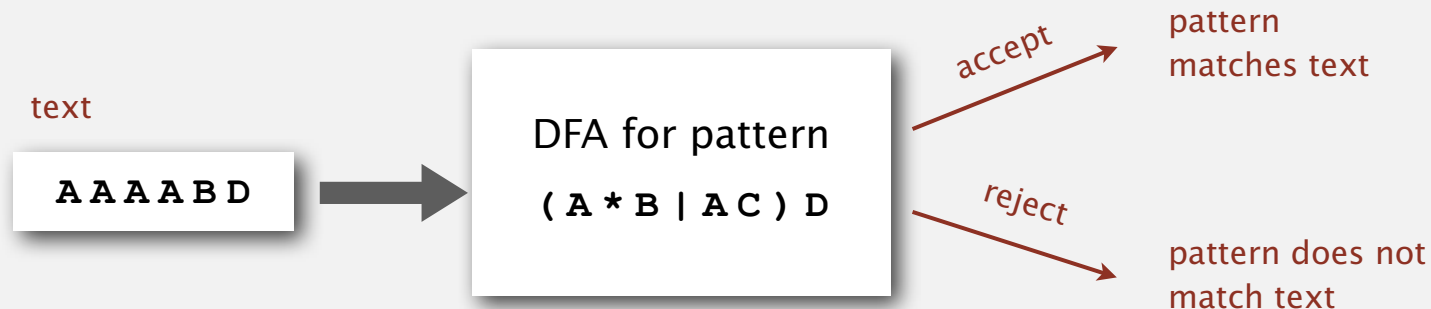 text
AAAABD
DFA for pattern
(A*B|AC)D
accept
pattern
matches text
reject
pattern does not
match text